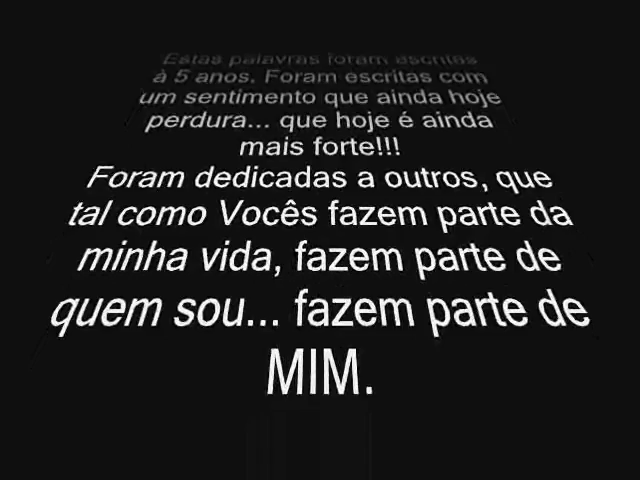 Estas palavras foram escritas
à 5 anos. Foram escritas com
um sentimento que ainda hoje
perdura... que hoje é ainda
mais forte!!!
Foram dedicadas a outros, que
tal como Vocês fazem parte da
minha vida, fazem parte de
quem sou... fazem parte de
MIM.